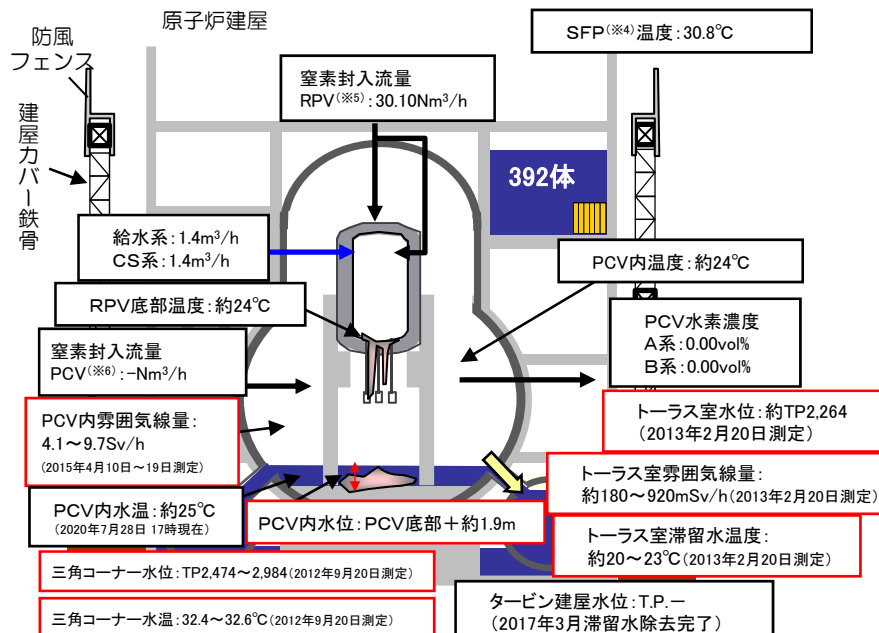 原子炉建屋
SFP(※4)温度:30.8℃
防風
フェンス
窒素封入流量
RPV(※5):30.10Nm³/h
建屋カバー鉄骨
392体
給水系:1.4m³/h
CS系:1.4m³/h
PCV内温度:約24℃
RPV底部温度:約24℃
PCV水素濃度
A系:0.00vol%
B系:0.00vol%
窒素封入流量
PCV(※6):-Nm³/h
トーラス室水位:約TP2,264
(2013年2月20日測定)
PCV内雰囲気線量:
4.1~9.7Sv/h
(2015年4月10日~19日測定)
トーラス室雰囲気線量:
約180~920mSv/h(2013年2月20日測定)
PCV内水温:約25℃
(2020年7月28日 17時現在)
PCV内水位:PCV底部+約1.9m
トーラス室滞留水温度:
約20~23℃(2013年2月20日測定)
三角コーナー水位:TP2,474~2,984(2012年9月20日測定)
三角コーナー水温:32.4~32.6℃(2012年9月20日測定)
タービン建屋水位:T.P.-
(2017年3月滞留水除去完了)